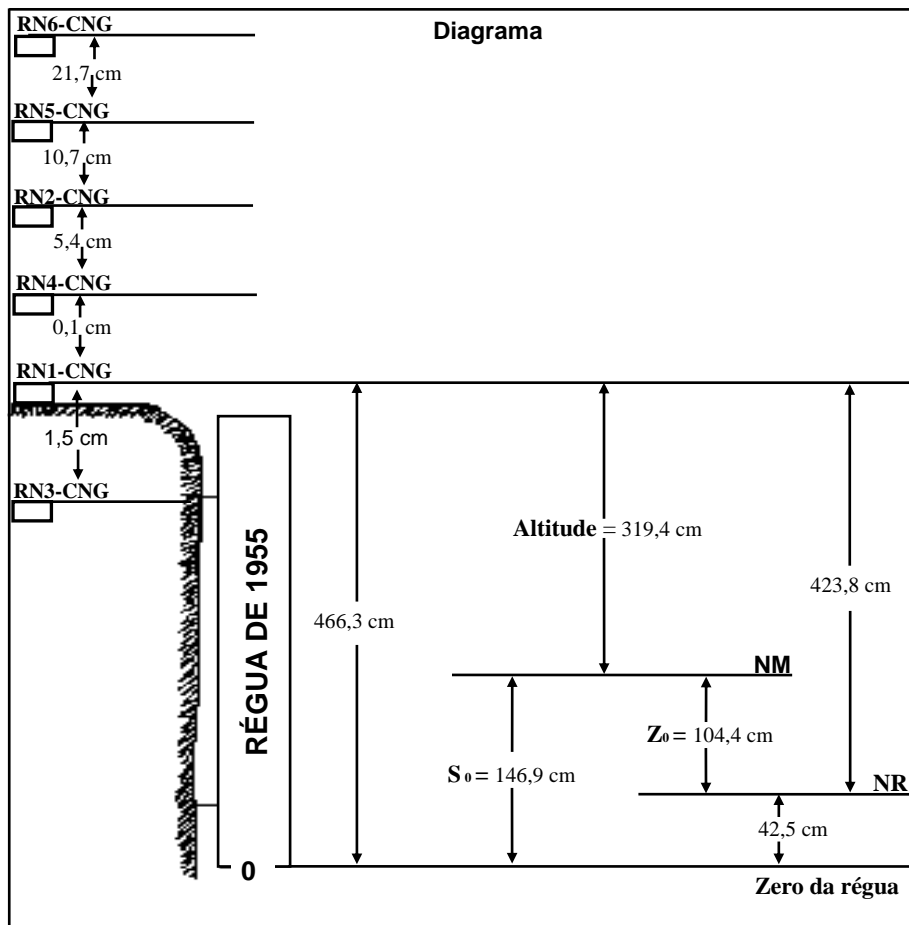 Diagrama
RN6-CNG
21,7 cm
RN5-CNG
10,7 cm
RN2-CNG
5,4 cm
RN4-CNG
0,1 cm
RN1-CNG
1,5 cm
RN3-CNG
RÉGUA DE 1955
0
466,3 cm
Altitude = 319,4 cm
423,8 cm
NM
Z₀ = 104,4 cm
S₀ = 146,9 cm
NR
42,5 cm
Zero da régua